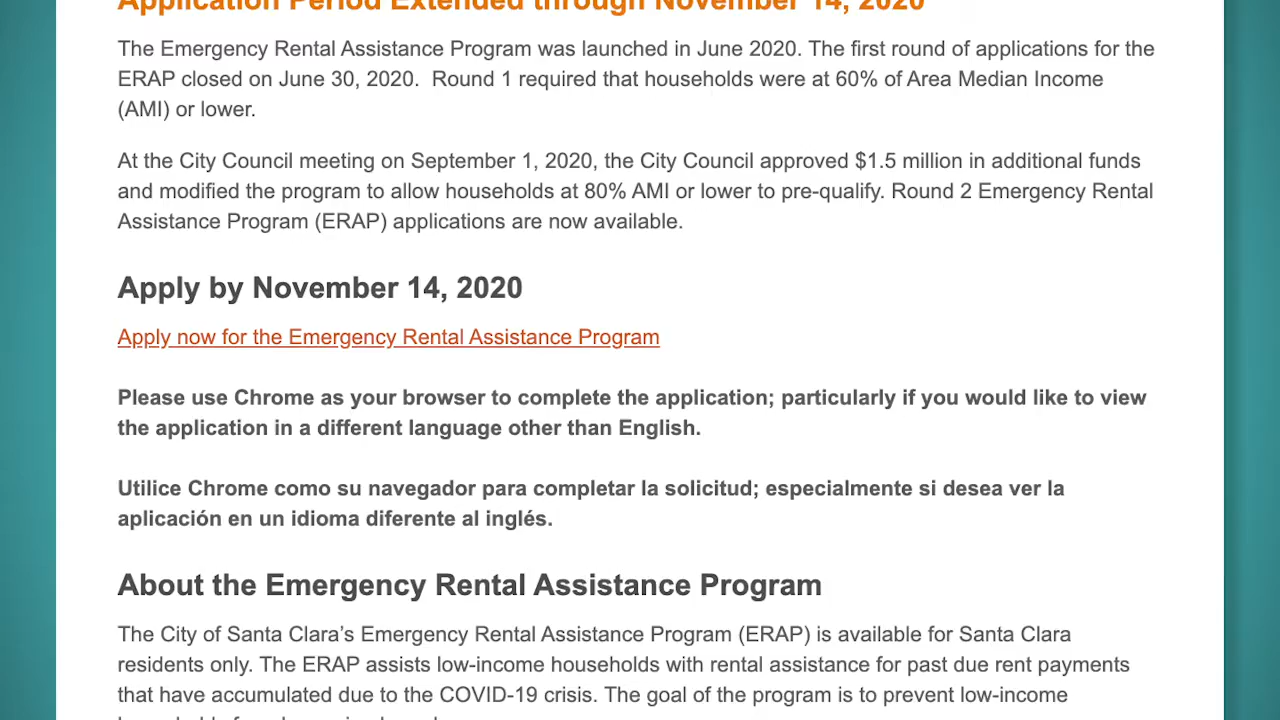 Application Period Extended through November 14, 2020
The Emergency Rental Assistance Program was launched in June 2020. The first round of applications for the
ERAP closed on June 30, 2020.  Round 1 required that households were at 60% of Area Median Income
(AMI) or lower.
At the City Council meeting on September 1, 2020, the City Council approved $1.5 million in additional funds
and modified the program to allow households at 80% AMI or lower to pre-qualify. Round 2 Emergency Rental
Assistance Program (ERAP) applications are now available.
Apply by November 14, 2020
Apply now for the Emergency Rental Assistance Program
Please use Chrome as your browser to complete the application; particularly if you would like to view
the application in a different language other than English.
Utilice Chrome como su navegador para completar la solicitud; especialmente si desea ver la
aplicación en un idioma diferente al inglés.
About the Emergency Rental Assistance Program
The City of Santa Clara’s Emergency Rental Assistance Program (ERAP) is available for Santa Clara
residents only. The ERAP assists low-income households with rental assistance for past due rent payments
that have accumulated due to the COVID-19 crisis. The goal of the program is to prevent low-income